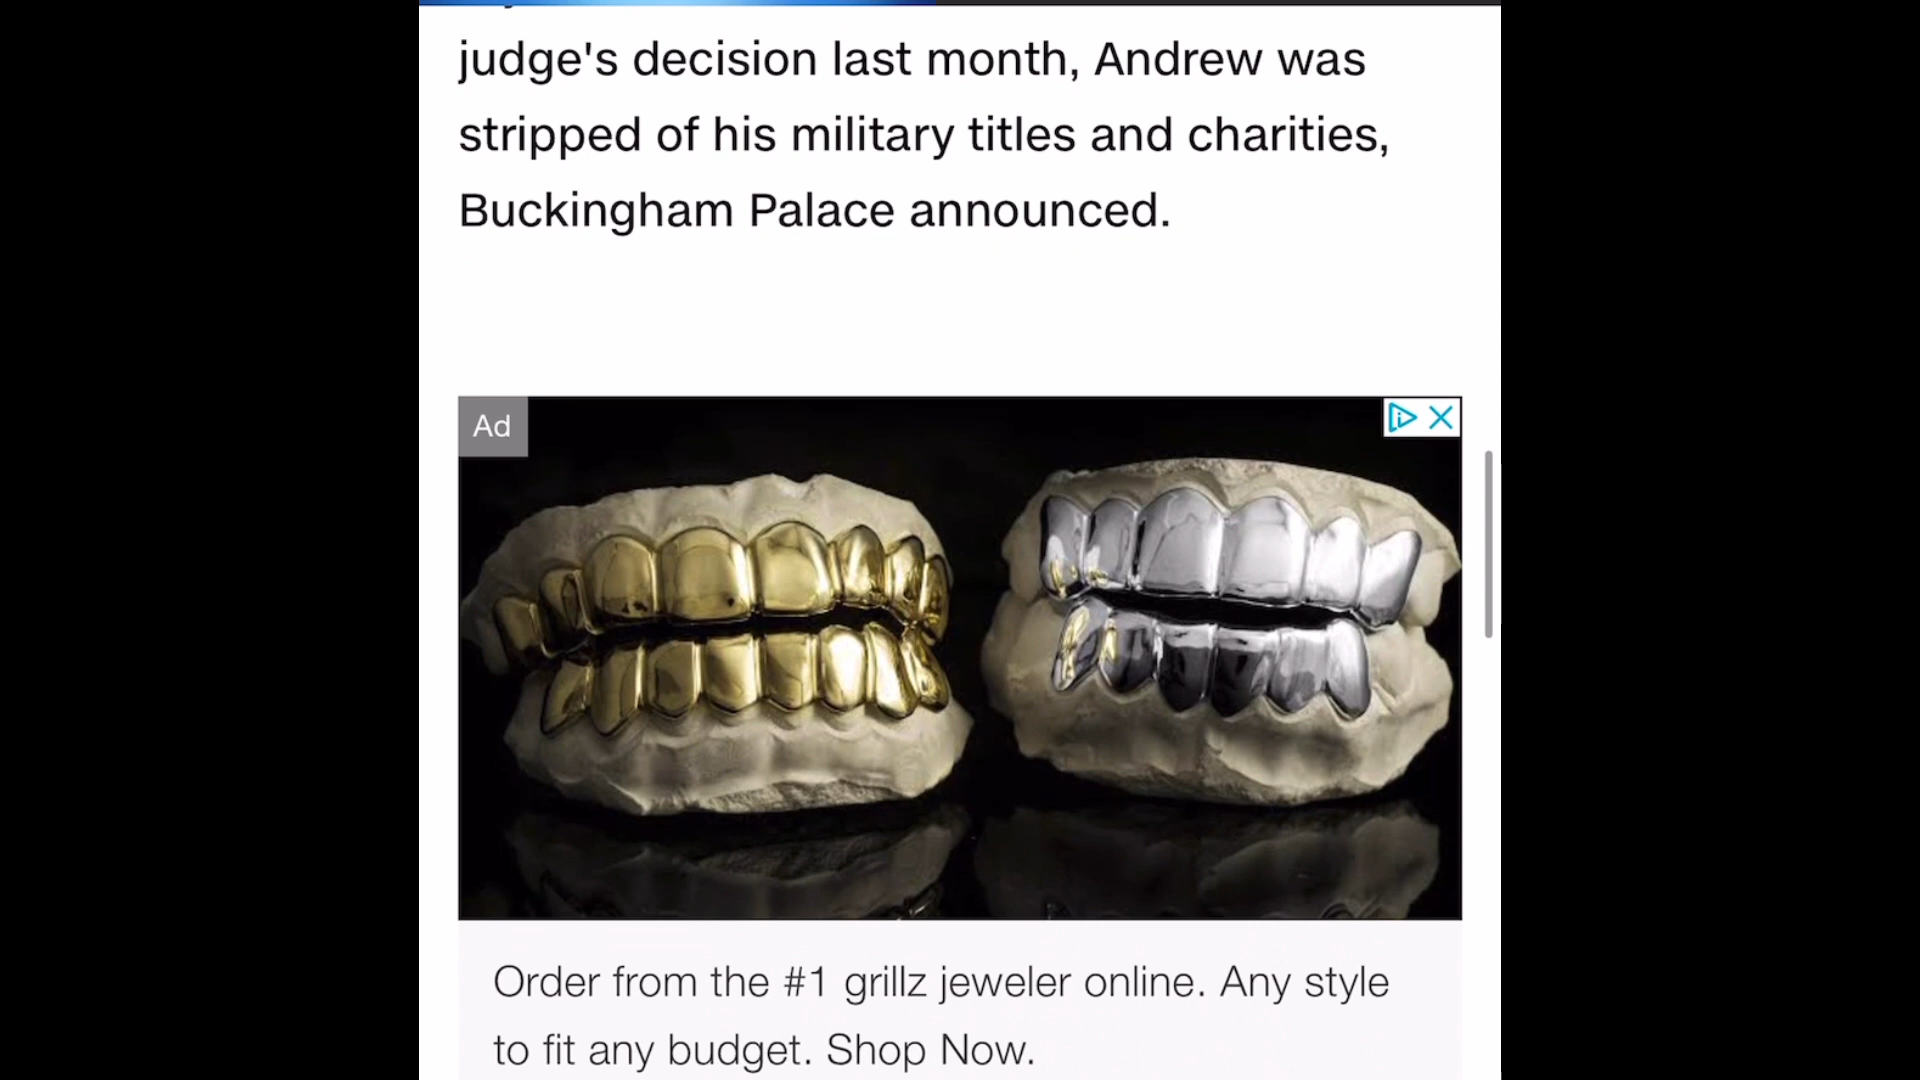 judge's decision last month, Andrew was
stripped of his military titles and charities,
Buckingham Palace announced.
Ad
Order from the #1 grillz jeweler online. Any style
to fit any budget. Shop Now.